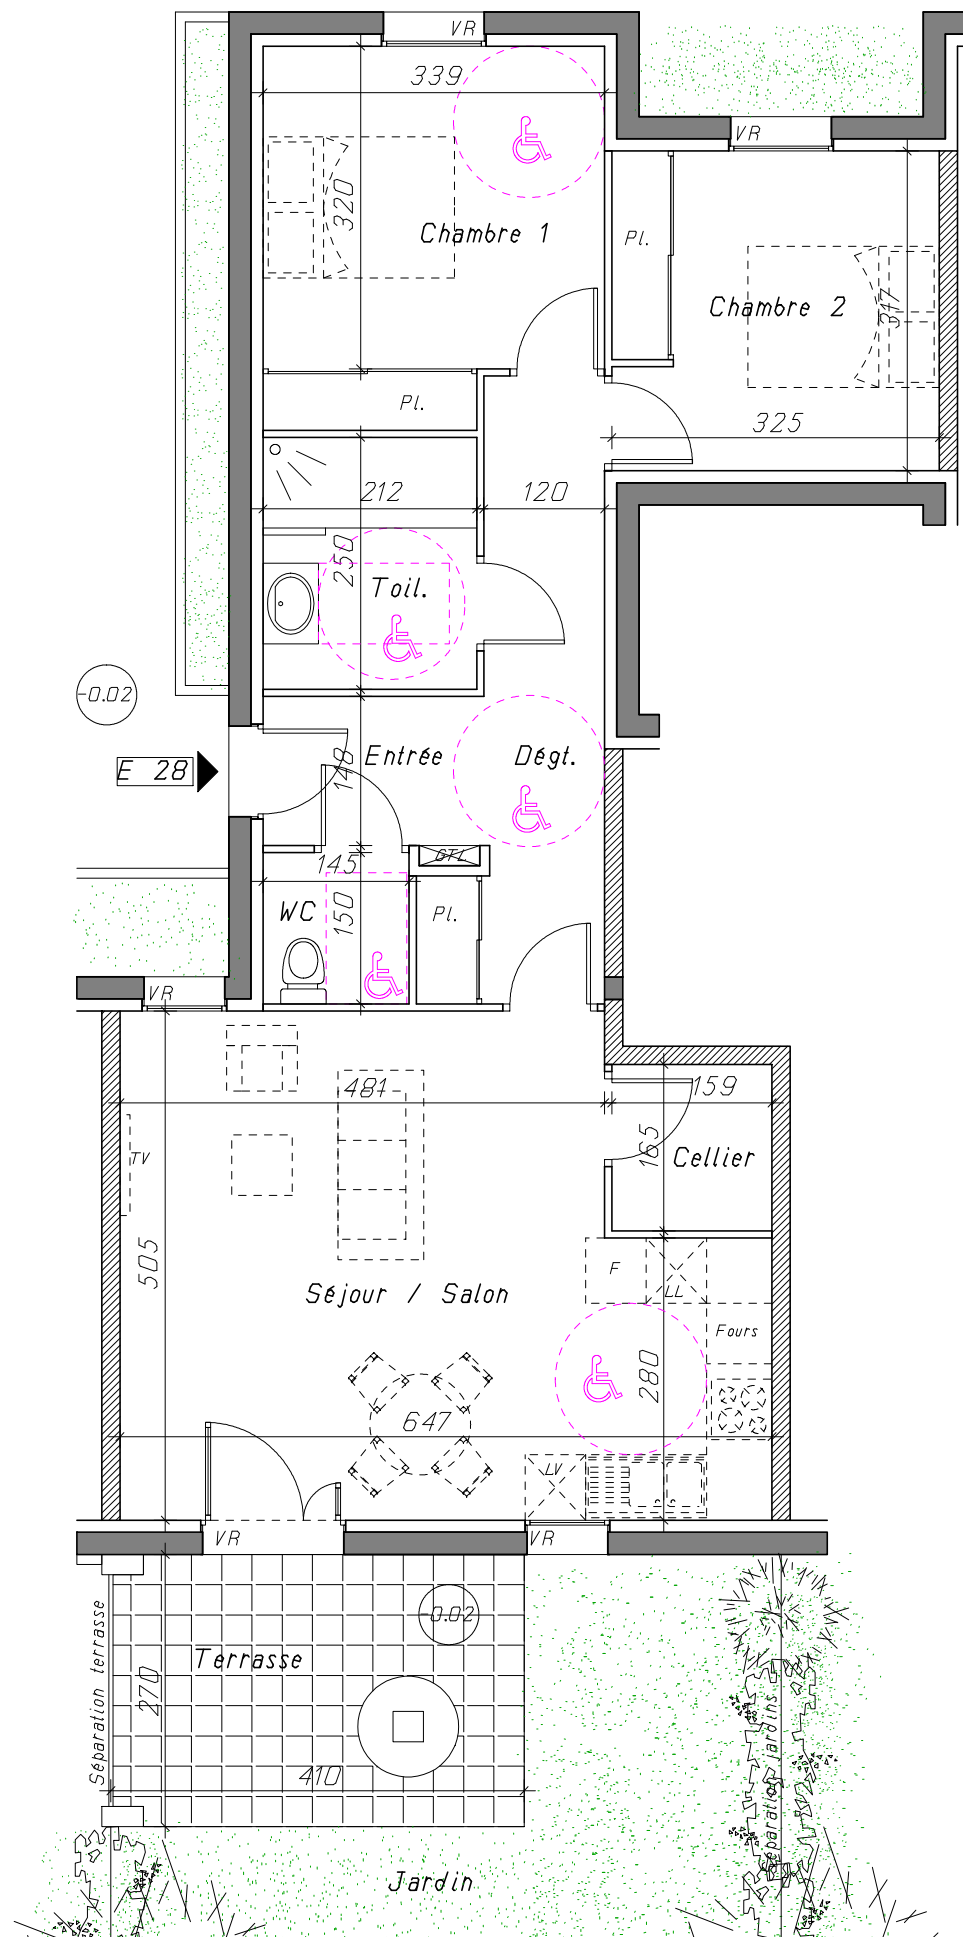 VR
339
VR
320
Chambre 1
Pl.
Chambre 2
317
Pl.
325
212
120
250
Toil.
-0.02
E 28
Entrée
Dégt.
148
GTL
145
WC
150
Pl.
VR
481
159
165
TV
Cellier
505
F
LL
Séjour / Salon
Fours
280
647
LV
VR
VR
-0.02
Séparation terrasse
Terrasse
270
410
Séparation jardins
Jardin